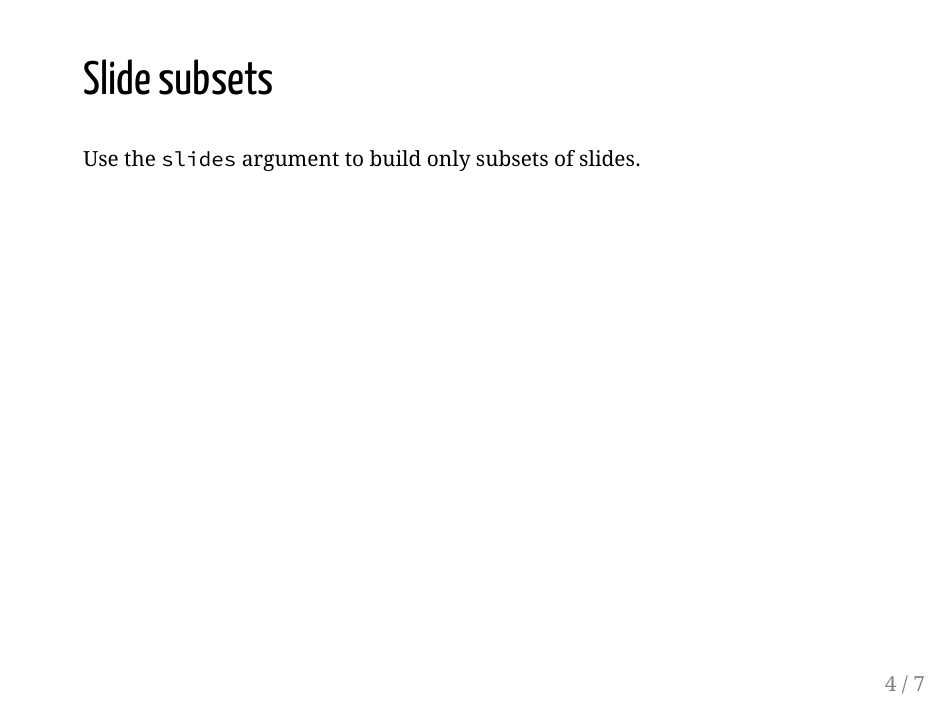 Slide subsets
Use the slides argument to build only subsets of slides.
4 / 7